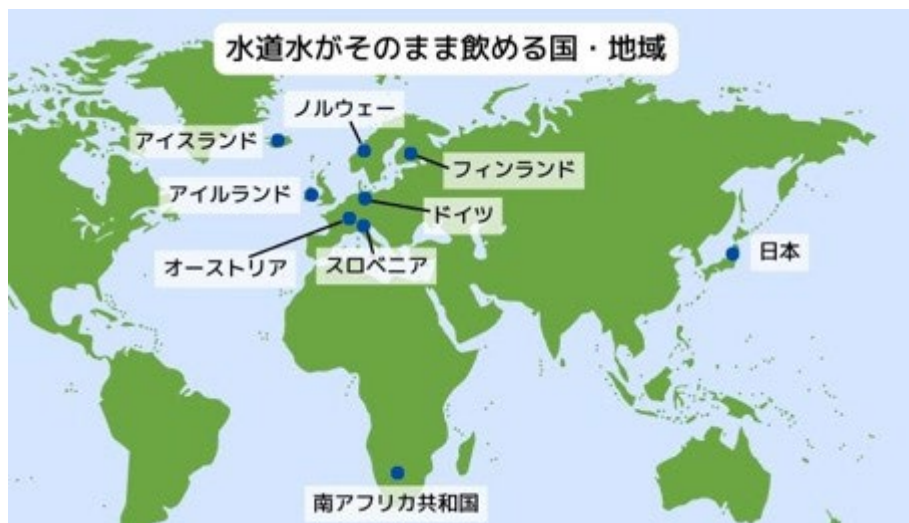 水道水がそのまま飲める国・地域
ノルウェー
アイスランド
フィンランド
アイルランド
ドイツ
オーストリア
スロベニア
日本
南アフリカ共和国